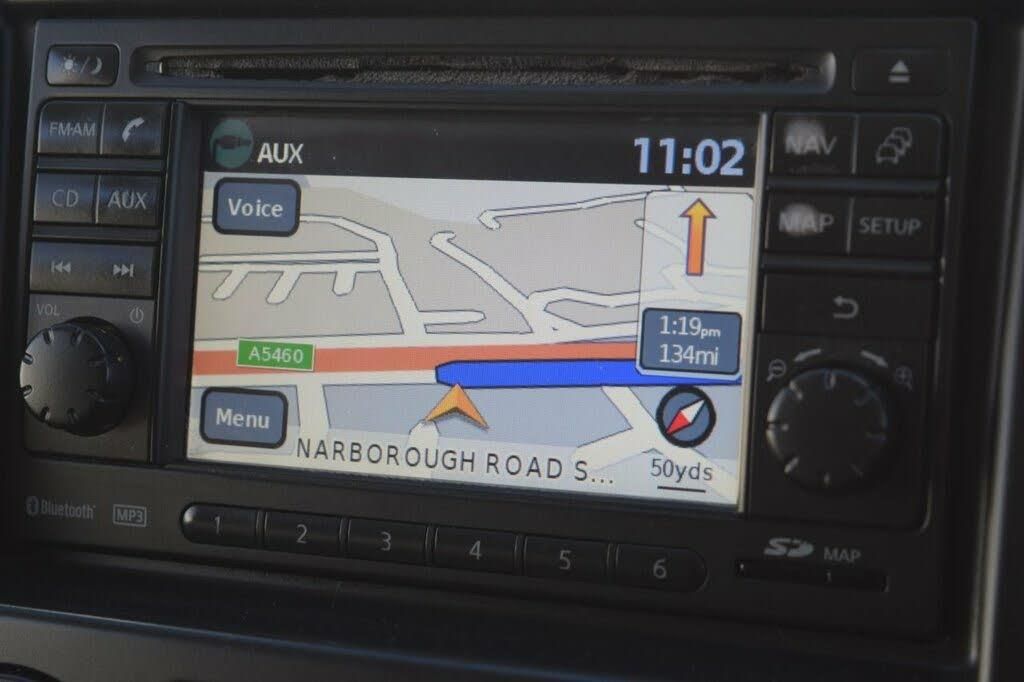 FM·AM
CD AUX
VOL
AUX
11:02
Voice
A5460
1:19pm
134mi
Menu
NARBOROUGH ROAD S...
50yds
NAV
MAP SETUP
Bluetooth MP3
1 2 3 4 5 6
SD MAP